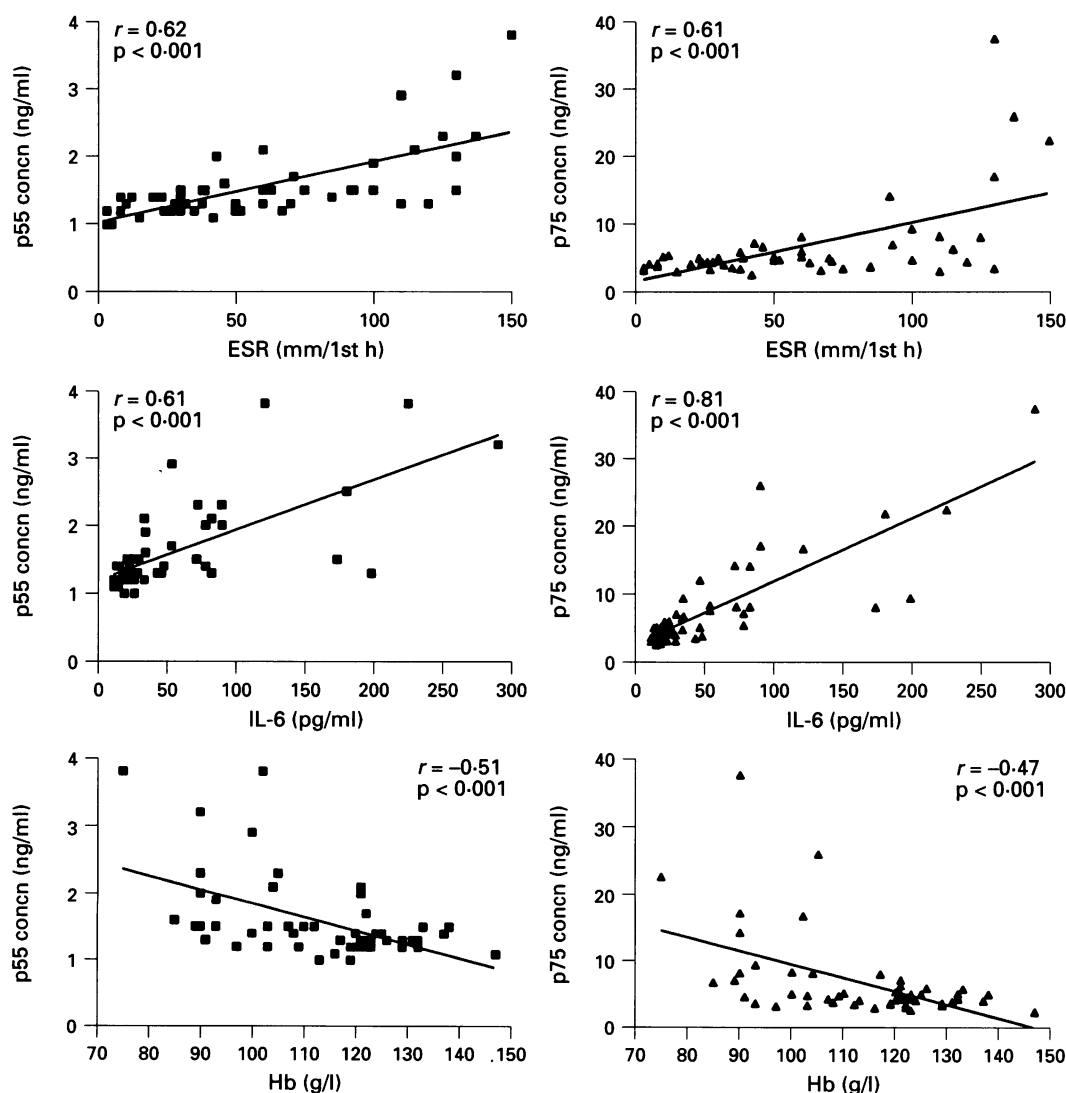 r = 0·62
p < 0·001
p55 concn (ng/ml)
4
3
2
1
0
0 50 100 150
ESR (mm/1st h)
r = 0·61
p < 0·001
p75 concn (ng/ml)
40
30
20
10
0
0 50 100 150
ESR (mm/1st h)
r = 0·61
p < 0·001
p55 concn (ng/ml)
4
3
2
1
0
0 50 100 150 200 250 300
IL-6 (pg/ml)
r = 0·81
p < 0·001
p75 concn (ng/ml)
40
30
20
10
0
0 50 100 150 200 250 300
IL-6 (pg/ml)
r = –0·51
p < 0·001
p55 concn (ng/ml)
4
3
2
1
0
70 80 90 100 110 120 130 140 150
Hb (g/l)
r = –0·47
p < 0·001
p75 concn (ng/ml)
40
30
20
10
0
70 80 90 100 110 120 130 140 150
Hb (g/l)